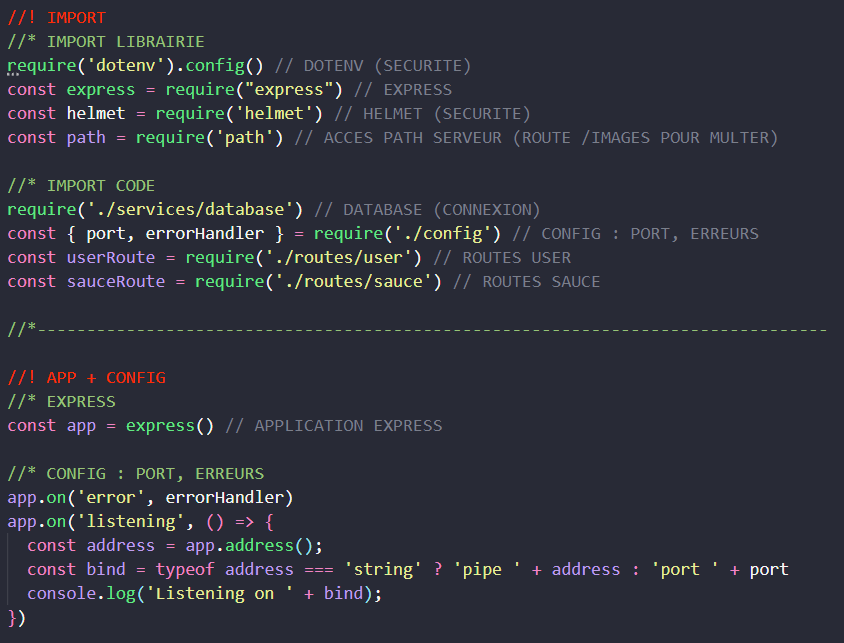 //! IMPORT
//* IMPORT LIBRAIRIE
require('dotenv').config() // DOTENV (SECURITE)
const express = require("express") // EXPRESS
const helmet = require('helmet') // HELMET (SECURITE)
const path = require('path') // ACCES PATH SERVEUR (ROUTE /IMAGES POUR MULTER)
//* IMPORT CODE
require('./services/database') // DATABASE (CONNEXION)
const { port, errorHandler } = require('./config') // CONFIG : PORT, ERREURS
const userRoute = require('./routes/user') // ROUTES USER
const sauceRoute = require('./routes/sauce') // ROUTES SAUCE
//*--------------------------------------------------------------------------------
//! APP + CONFIG
//* EXPRESS
const app = express() // APPLICATION EXPRESS
//* CONFIG : PORT, ERREURS
app.on('error', errorHandler)
app.on('listening', () => {
  const address = app.address();
  const bind = typeof address === 'string' ? 'pipe ' + address : 'port ' + port
  console.log('Listening on ' + bind);
})